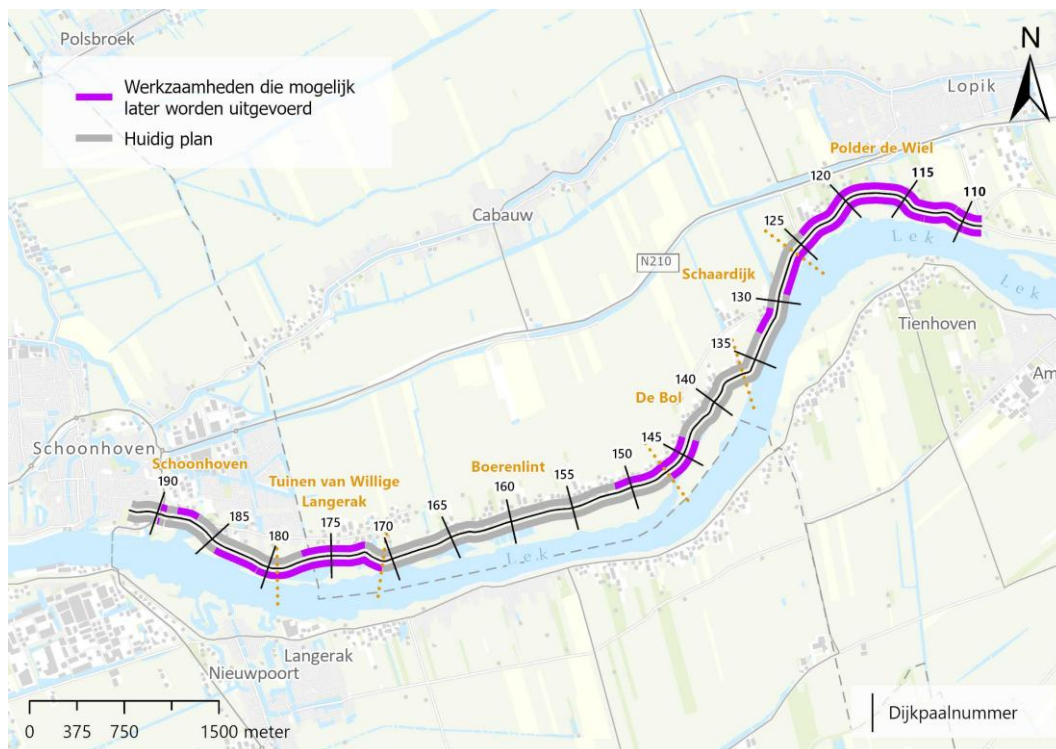 Polsbroek
Werkzaamheden die mogelijk
later worden uitgevoerd
Huidig plan
N
Lopik
Polder de Wiel
120
115
110
Cabauw
125
Lek
N210
Schaardijk
Lek
130
Tienhoven
135
Am
140
De Bol
Schoonhoven
145
Schoonhoven
Boerenlint
150
190
Tuinen van Willige
Langerak
155
160
185
165
180
175
170
Lek
Langerak
Nieuwpoort
0 375 750 1500 meter
Dijkpaalnummer